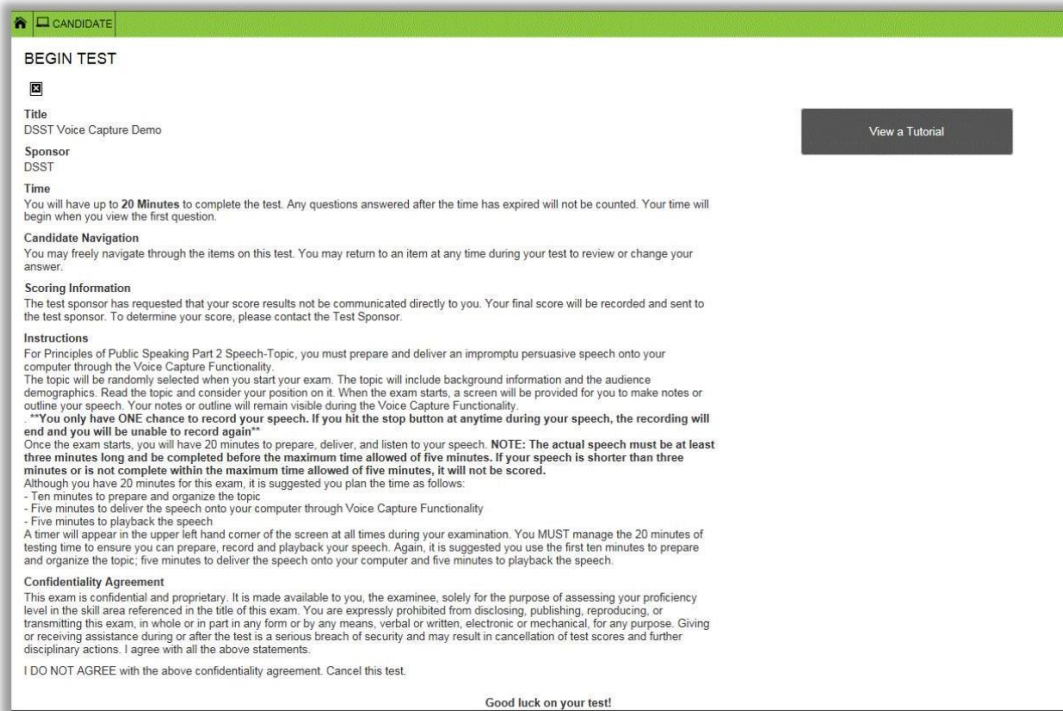 CANDIDATE
BEGIN TEST
Title
DSST Voice Capture Demo
View a Tutorial
Sponsor
DSST
Time
You will have up to 20 Minutes to complete the test. Any questions answered after the time has expired will not be counted. Your time will
begin when you view the first question.
Candidate Navigation
You may freely navigate through the items on this test. You may return to an item at any time during your test to review or change your
answer.
Scoring Information
The test sponsor has requested that your score results not be communicated directly to you. Your final score will be recorded and sent to
the test sponsor. To determine your score, please contact the Test Sponsor.
Instructions
For Principles of Public Speaking Part 2 Speech-Topic, you must prepare and deliver an impromptu persuasive speech onto your
computer through the Voice Capture Functionality.
The topic will be randomly selected when you start your exam. The topic will include background information and the audience
demographics. Read the topic and consider your position on it. When the exam starts, a screen will be provided for you to make notes or
outline your speech. Your notes or outline will remain visible during the Voice Capture Functionality.
. **You only have ONE chance to record your speech. If you hit the stop button at anytime during your speech, the recording will
end and you will be unable to record again**
Once the exam starts, you will have 20 minutes to prepare, deliver, and listen to your speech. NOTE: The actual speech must be at least
three minutes long and be completed before the maximum time allowed of five minutes. If your speech is shorter than three
minutes or is not complete within the maximum time allowed of five minutes, it will not be scored.
Although you have 20 minutes for this exam, it is suggested you plan the time as follows:
- Ten minutes to prepare and organize the topic
- Five minutes to deliver the speech onto your computer through Voice Capture Functionality
- Five minutes to playback the speech
A timer will appear in the upper left hand corner of the screen at all times during your examination. You MUST manage the 20 minutes of
testing time to ensure you can prepare, record and playback your speech. Again, it is suggested you use the first ten minutes to prepare
and organize the topic; five minutes to deliver the speech onto your computer and five minutes to playback the speech.
Confidentiality Agreement
This exam is confidential and proprietary. It is made available to you, the examinee, solely for the purpose of assessing your proficiency
level in the skill area referenced in the title of this exam. You are expressly prohibited from disclosing, publishing, reproducing, or
transmitting this exam, in whole or in part in any form or by any means, verbal or written, electronic or mechanical, for any purpose. Giving
or receiving assistance during or after the test is a serious breach of security and may result in cancellation of test scores and further
disciplinary actions. I agree with all the above statements.
I DO NOT AGREE with the above confidentiality agreement. Cancel this test.
Good luck on your test!